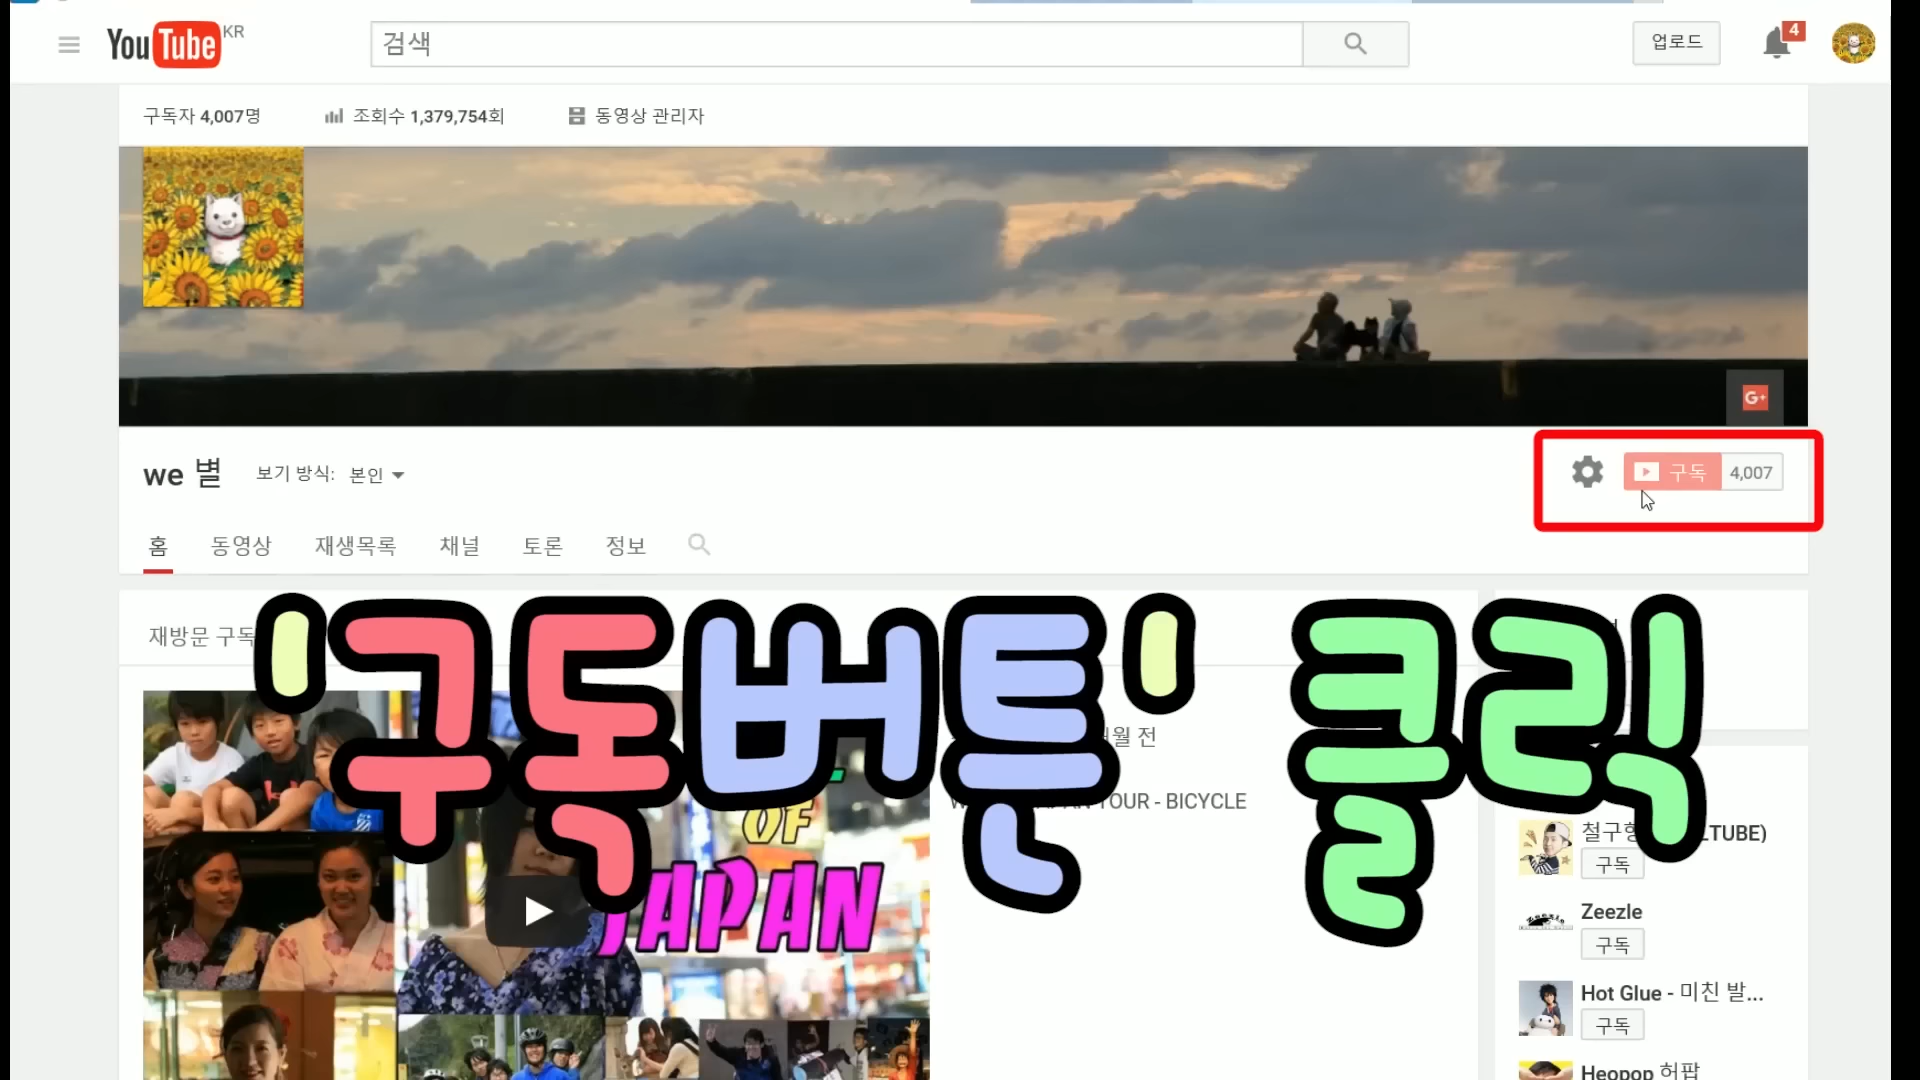 YouTube KR
검색
업로드
4
구독자 4,007명
조회수 1,379,754회
동영상 관리자
G+
we 별
보기 방식: 본인
구독 4,007
홈 동영상 재생목록 채널 토론 정보
'구독버튼' 클릭
재방문 구독
월 전
TOUR - BICYCLE
OF
JAPAN
철구형 LTUBE)
구독
Zeezle
구독
Hot Glue - 미친 발...
구독
Heopop 허팝